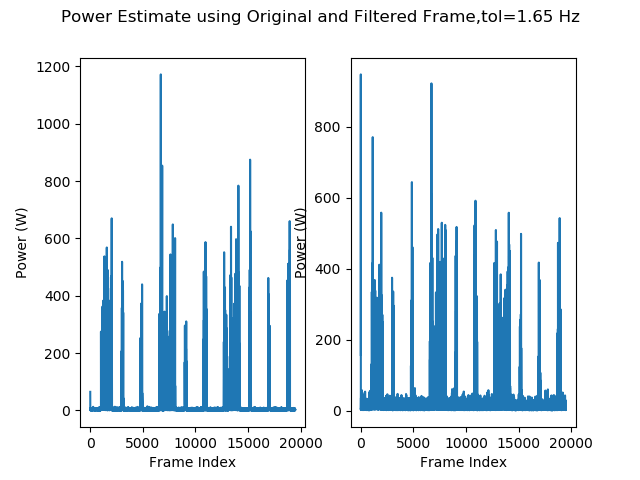 Power Estimate using Original and Filtered Frame,tol=1.65 Hz
1200
1000
800
600
400
200
0
Power (W)
0 5000 10000 15000 20000
Frame Index
800
600
400
200
0
Power (W)
0 5000 10000 15000 20000
Frame Index